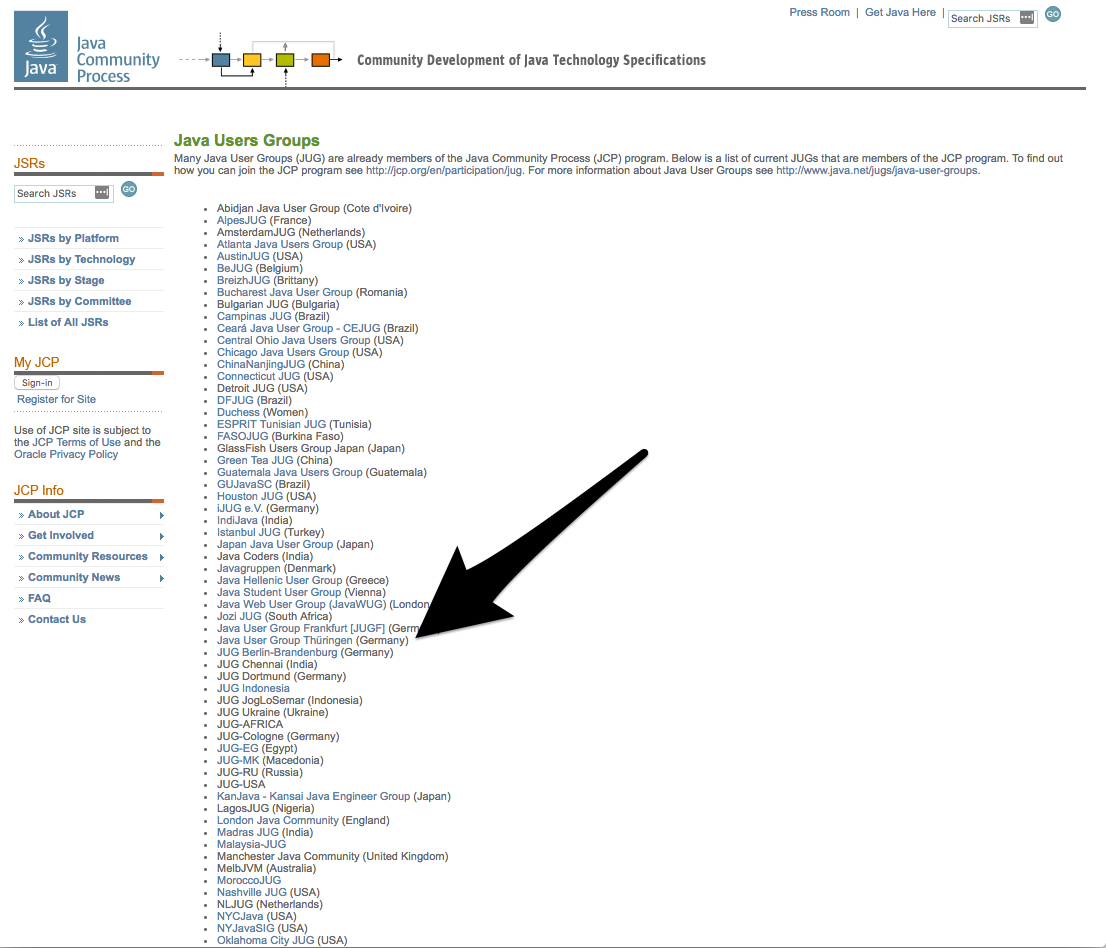 Press Room | Get Java Here | Search JSRs GO
Java
Java
Community
Process
Community Development of Java Technology Specifications
JSRs
Search JSRs GO
» JSRs by Platform
» JSRs by Technology
» JSRs by Stage
» JSRs by Committee
» List of All JSRs
My JCP
Sign-in
Register for Site
Use of JCP site is subject to
the JCP Terms of Use and the
Oracle Privacy Policy
JCP Info
» About JCP
» Get Involved
» Community Resources
» Community News
» FAQ
» Contact Us
Java Users Groups
Many Java User Groups (JUG) are already members of the Java Community Process (JCP) program. Below is a list of current JUGs that are members of the JCP program. To find out
how you can join the JCP program see http://jcp.org/en/participation/jug. For more information about Java User Groups see http://www.java.net/jugs/java-user-groups.
• Abidjan Java User Group (Cote d'Ivoire)
• AlpesJUG (France)
• AmsterdamJUG (Netherlands)
• Atlanta Java Users Group (USA)
• AustinJUG (USA)
• BeJUG (Belgium)
• BreizhJUG (Brittany)
• Bucharest Java User Group (Romania)
• Bulgarian JUG (Bulgaria)
• Campinas JUG (Brazil)
• Ceará Java User Group - CEJUG (Brazil)
• Central Ohio Java Users Group (USA)
• Chicago Java Users Group (USA)
• ChinaNanjingJUG (China)
• Connecticut JUG (USA)
• Detroit JUG (USA)
• DFJUG (Brazil)
• Duchess (Women)
• ESPRIT Tunisian JUG (Tunisia)
• FASOJUG (Burkina Faso)
• GlassFish Users Group Japan (Japan)
• Green Tea JUG (China)
• Guatemala Java Users Group (Guatemala)
• GUJavaSC (Brazil)
• Houston JUG (USA)
• iJUG e.V. (Germany)
• IndiJava (India)
• Istanbul JUG (Turkey)
• Japan Java User Group (Japan)
• Java Coders (India)
• Javagruppen (Denmark)
• Java Hellenic User Group (Greece)
• Java Student User Group (Vienna)
• Java Web User Group (JavaWUG) (London
• Jozi JUG (South Africa)
• Java User Group Frankfurt [JUGF]
• Java User Group Thüringen (Germany)
• JUG Berlin-Brandenburg (Germany)
• JUG Chennai (India)
• JUG Dortmund (Germany)
• JUG Indonesia
• JUG JogLoSemar (Indonesia)
• JUG Ukraine (Ukraine)
• JUG-AFRICA
• JUG-Cologne (Germany)
• JUG-EG (Egypt)
• JUG-MK (Macedonia)
• JUG-RU (Russia)
• JUG-USA
• KanJava - Kansai Java Engineer Group (Japan)
• LagosJUG (Nigeria)
• London Java Community (England)
• Madras JUG (India)
• Malaysia-JUG
• Manchester Java Community (United Kingdom)
• MelbJVM (Australia)
• MoroccoJUG
• Nashville JUG (USA)
• NLJUG (Netherlands)
• NYCJava (USA)
• NYJavaSIG (USA)
• Oklahoma City JUG (USA)